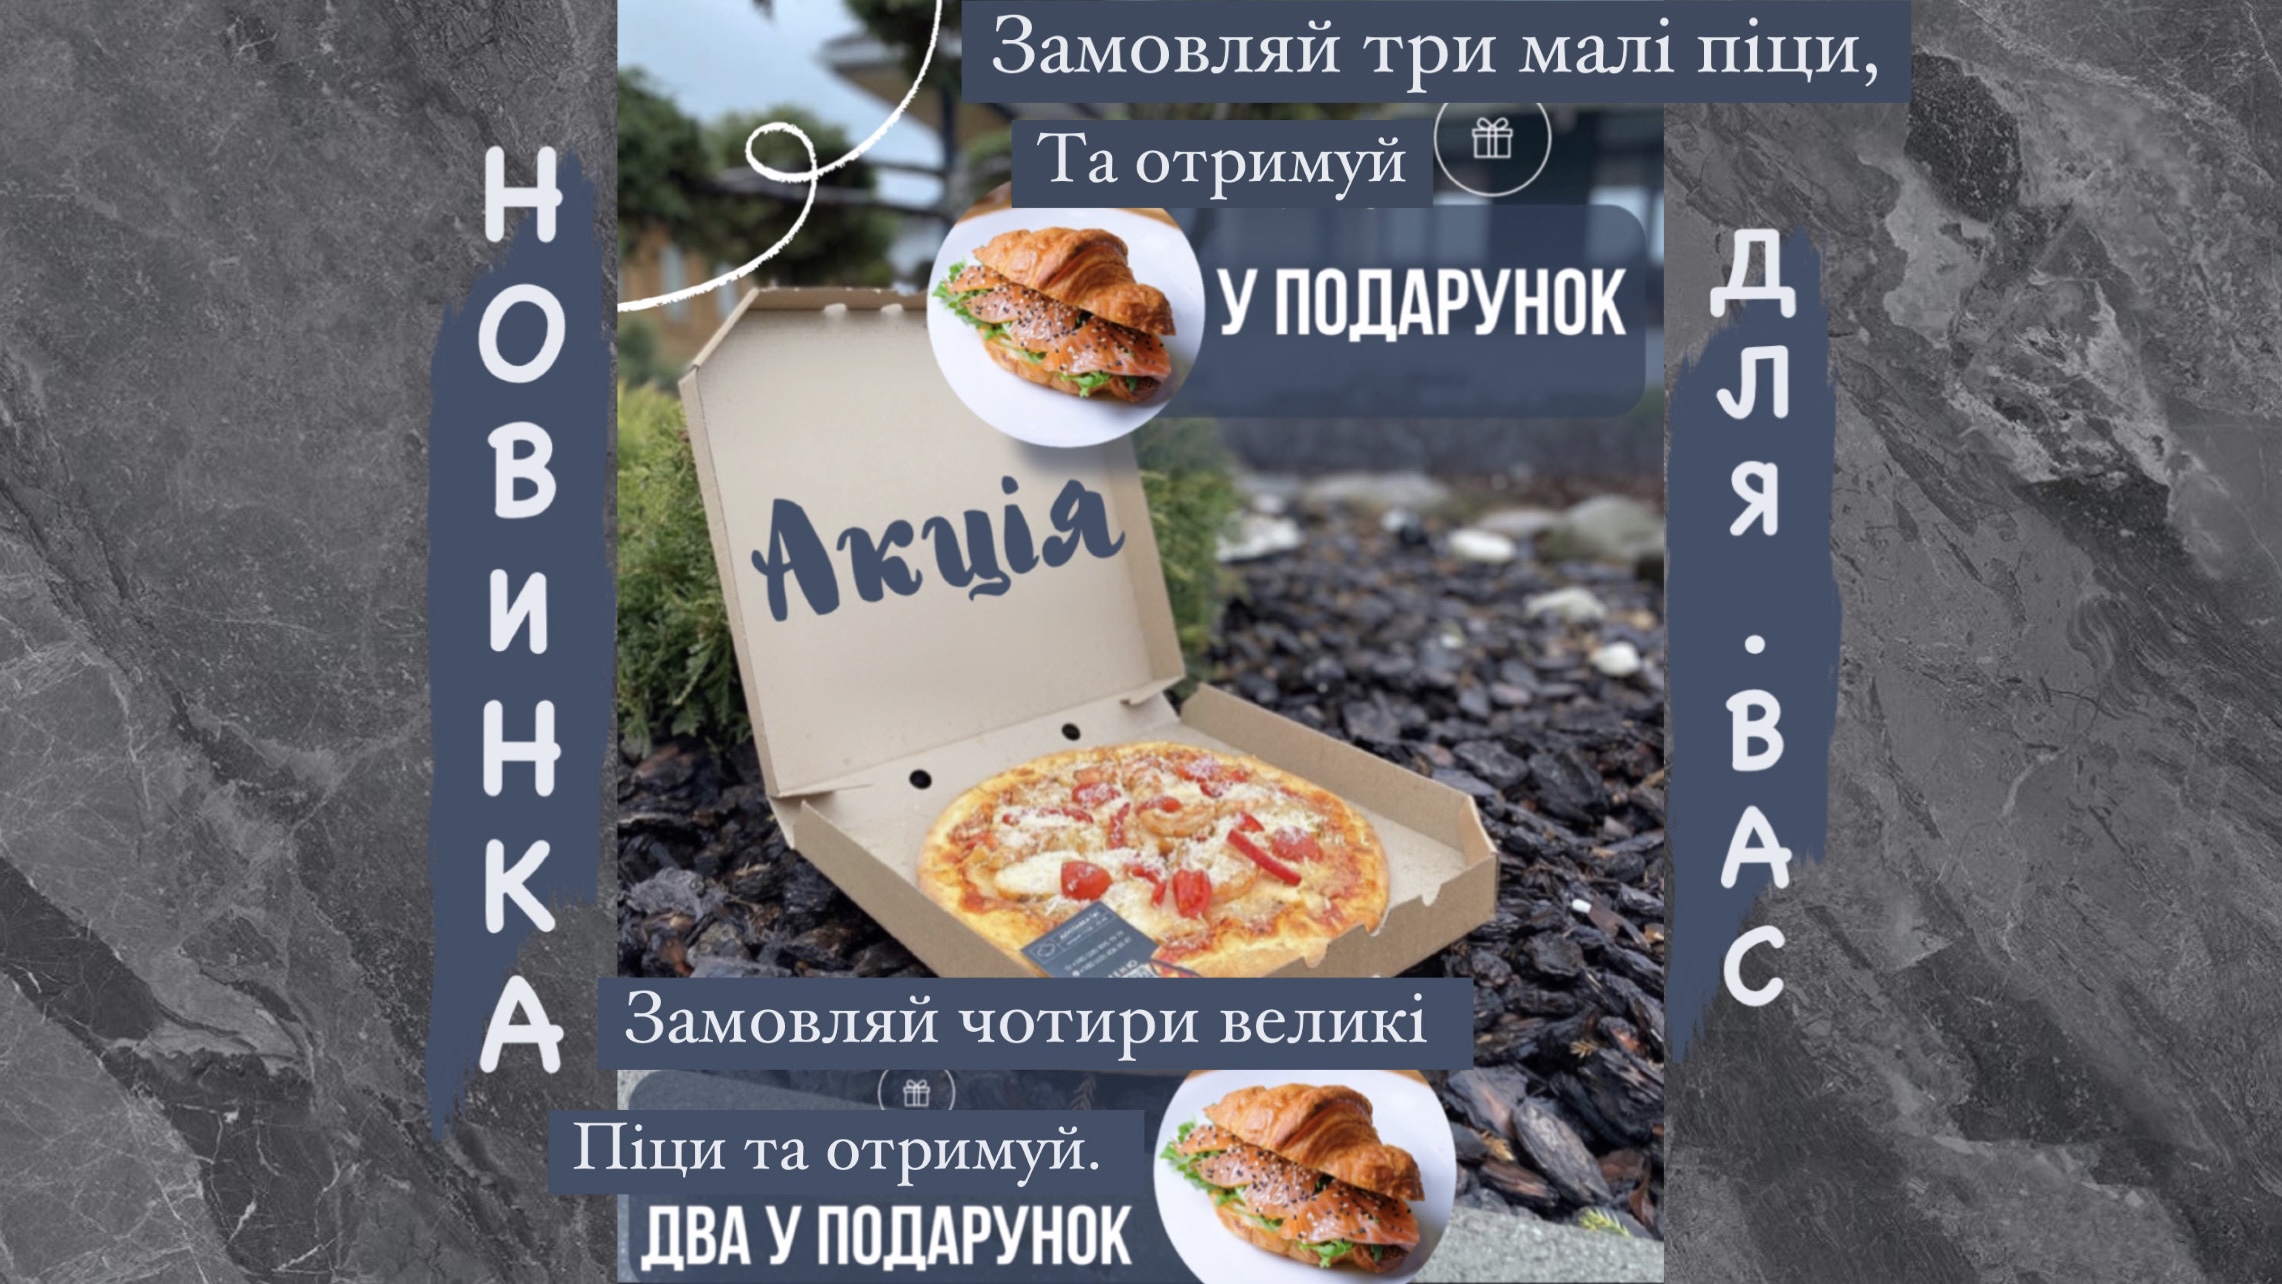 Замовляй три малі піци,
Та отримуй
У ПОДАРУНОК
НОВИНКА
Акція
ДЛЯ . ВАС
Замовляй чотири великі
Піци та отримуй.
ДВА У ПОДАРУНОК